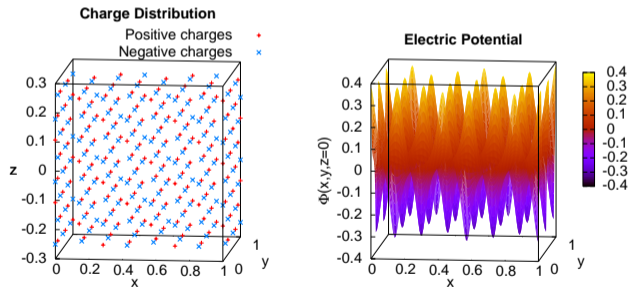 Charge Distribution
Positive charges
Negative charges
0.3
0.2
0.1
0
-0.1
-0.2
-0.3
z
0 0.2 0.4 0.6 0.8 1
x
0
1
y
Electric Potential
0.4
0.3
0.2
0.1
0
-0.1
-0.2
-0.3
-0.4
Φ(x,y,z=0)
0 0.2 0.4 0.6 0.8 1
x
0
1
y
0.4
0.3
0.2
0.1
0
-0.1
-0.2
-0.3
-0.4